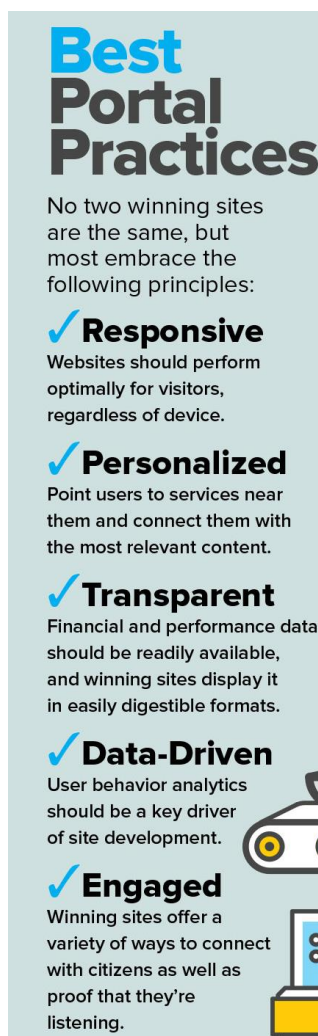 Best
Portal
Practices
No two winning sites
are the same, but
most embrace the
following principles:
Responsive
Websites should perform
optimally for visitors,
regardless of device.
Personalized
Point users to services near
them and connect them with
the most relevant content.
Transparent
Financial and performance data
should be readily available,
and winning sites display it
in easily digestible formats.
Data-Driven
User behavior analytics
should be a key driver
of site development.
Engaged
Winning sites offer a
variety of ways to connect
with citizens as well as
proof that they’re
listening.